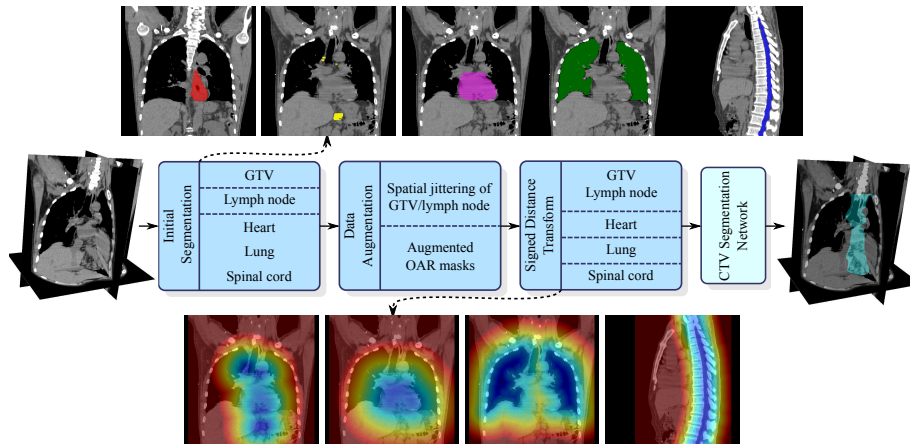 Initial
Segmentation
GTV
Lymph node
Heart
Lung
Spinal cord
Data
Augmentation
Spatial jittering of
GTV/lymph node
Augmented
OAR masks
Signed Distance
Transform
GTV
Lymph node
Heart
Lung
Spinal cord
CTV Segmentation
Network